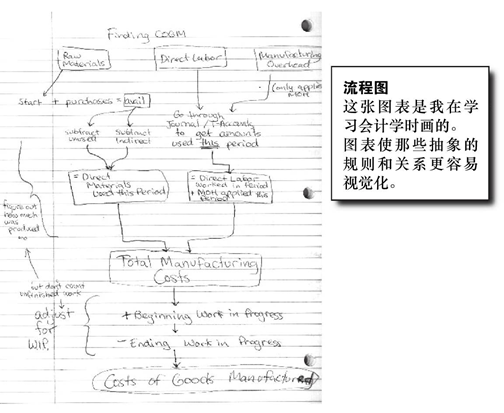 Finding COGM
Raw
Materials
Direct Labor
Manufacturing
Overhead
(only applied
MOH)
Start + purchases = avail
subtract
unused
subtract
indirect
Go through
Journal / T-Accounts
to get amounts
used this period
= Direct
Materials
Used this Period
= Direct Labor
Worked in Period
+ MOH applied this
Period
figure out
how much
was
produced
Total Manufacturing
Costs
but don't count
unfinished work
adjust
for
WIP
+ Beginning Work in Progress
- Ending Work in Progress
Costs of Goods Manufactured
流程图
这张图表是我在学
习会计学时画的。
图表使那些抽象的
规则和关系更容易
视觉化。